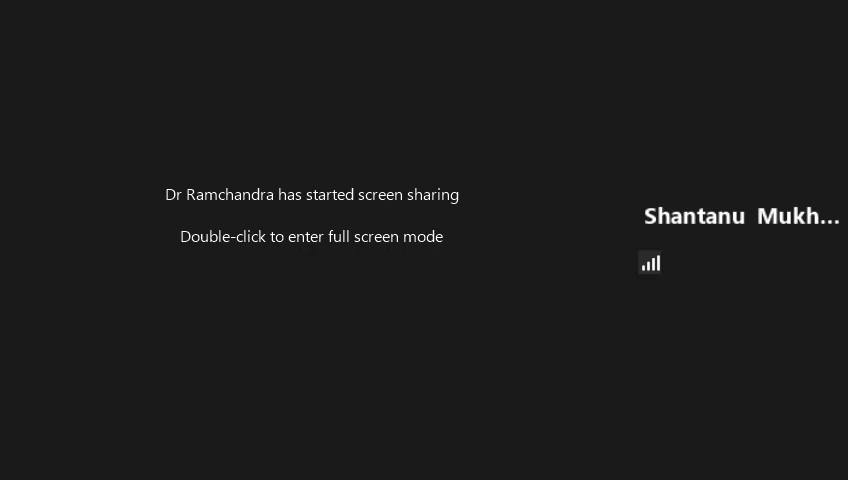 Dr Ramchandra has started screen sharing
Double-click to enter full screen mode
Shantanu Mukh...